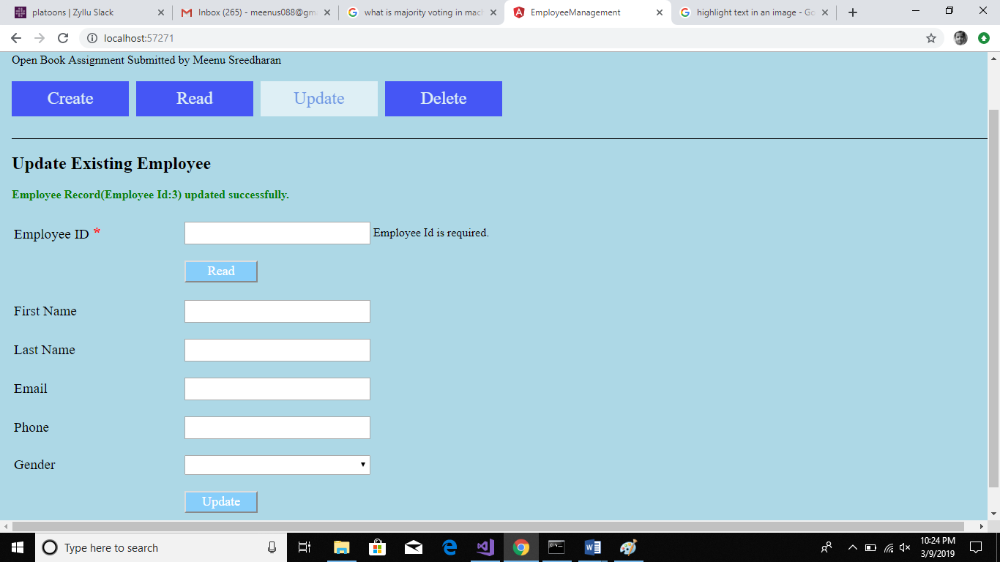 platoons | Zyllu Slack
Inbox (265) - meenus088@gm
what is majority voting in mac
EmployeeManagement
highlight text in an image - Go
localhost:57271
Open Book Assignment Submitted by Meenu Sreedharan
Create Read Update Delete
Update Existing Employee
Employee Record(Employee Id:3) updated successfully.
Employee ID * Employee Id is required.
Read
First Name
Last Name
Email
Phone
Gender
Update
Type here to search
10:24 PM
3/9/2019